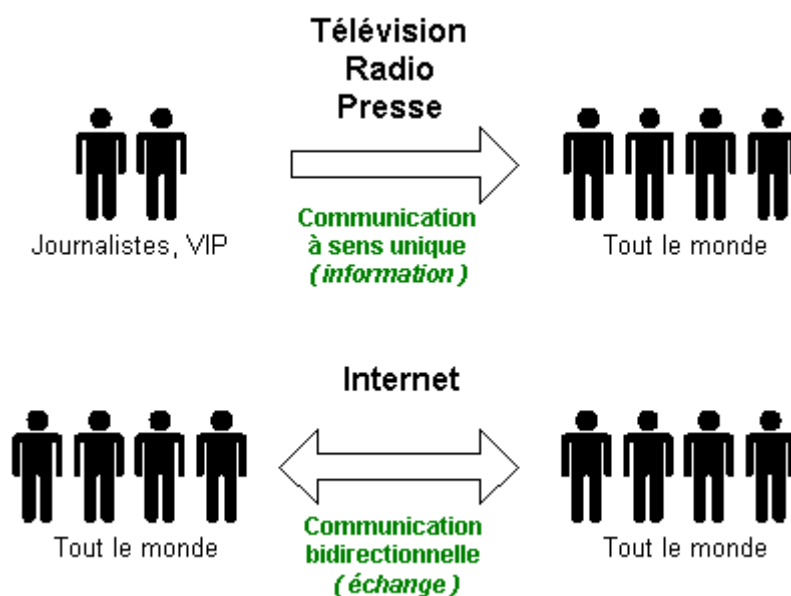 Télévision
Radio
Presse
Communication
à sens unique
(information)
Journalistes, VIP
Tout le monde
Internet
Communication
bidirectionnelle
(échange)
Tout le monde
Tout le monde